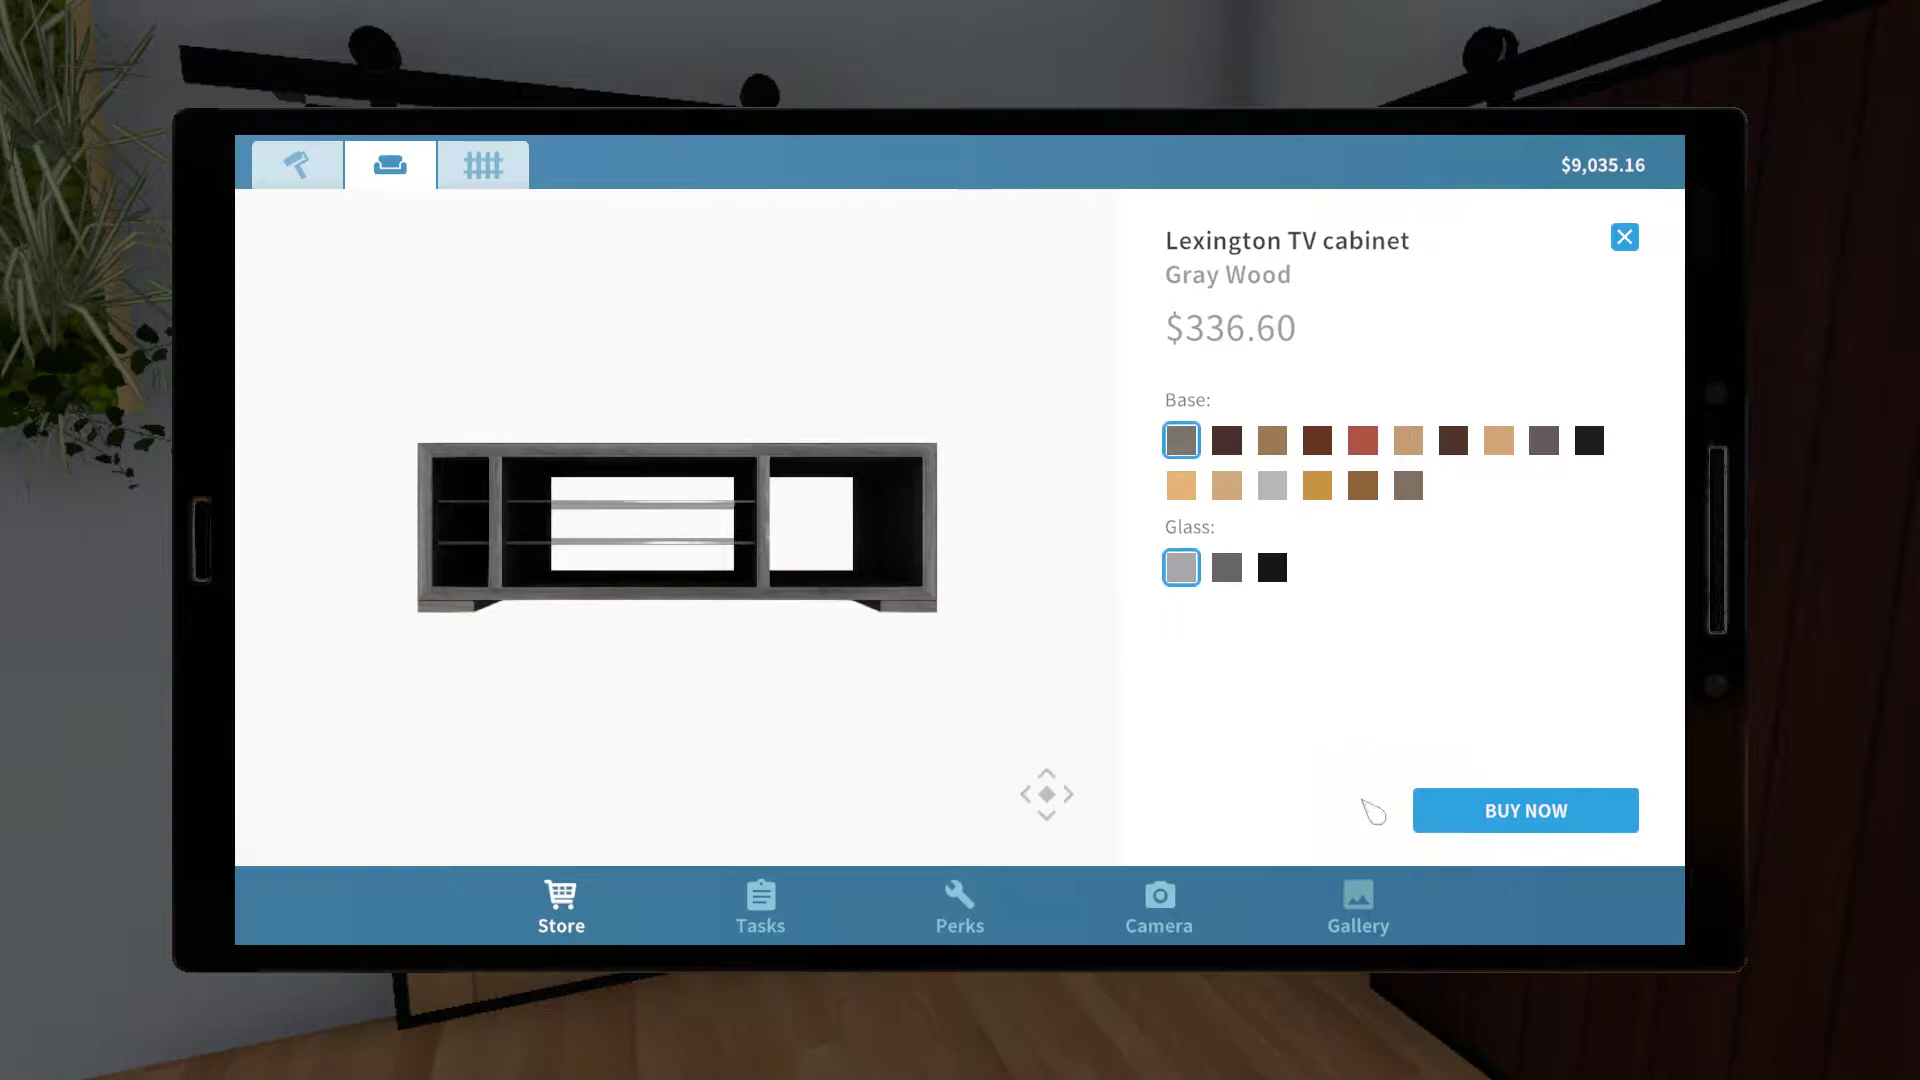 $9,035.16
Lexington TV cabinet
Gray Wood
$336.60
Base:
Glass:
BUY NOW
Store
Tasks
Perks
Camera
Gallery